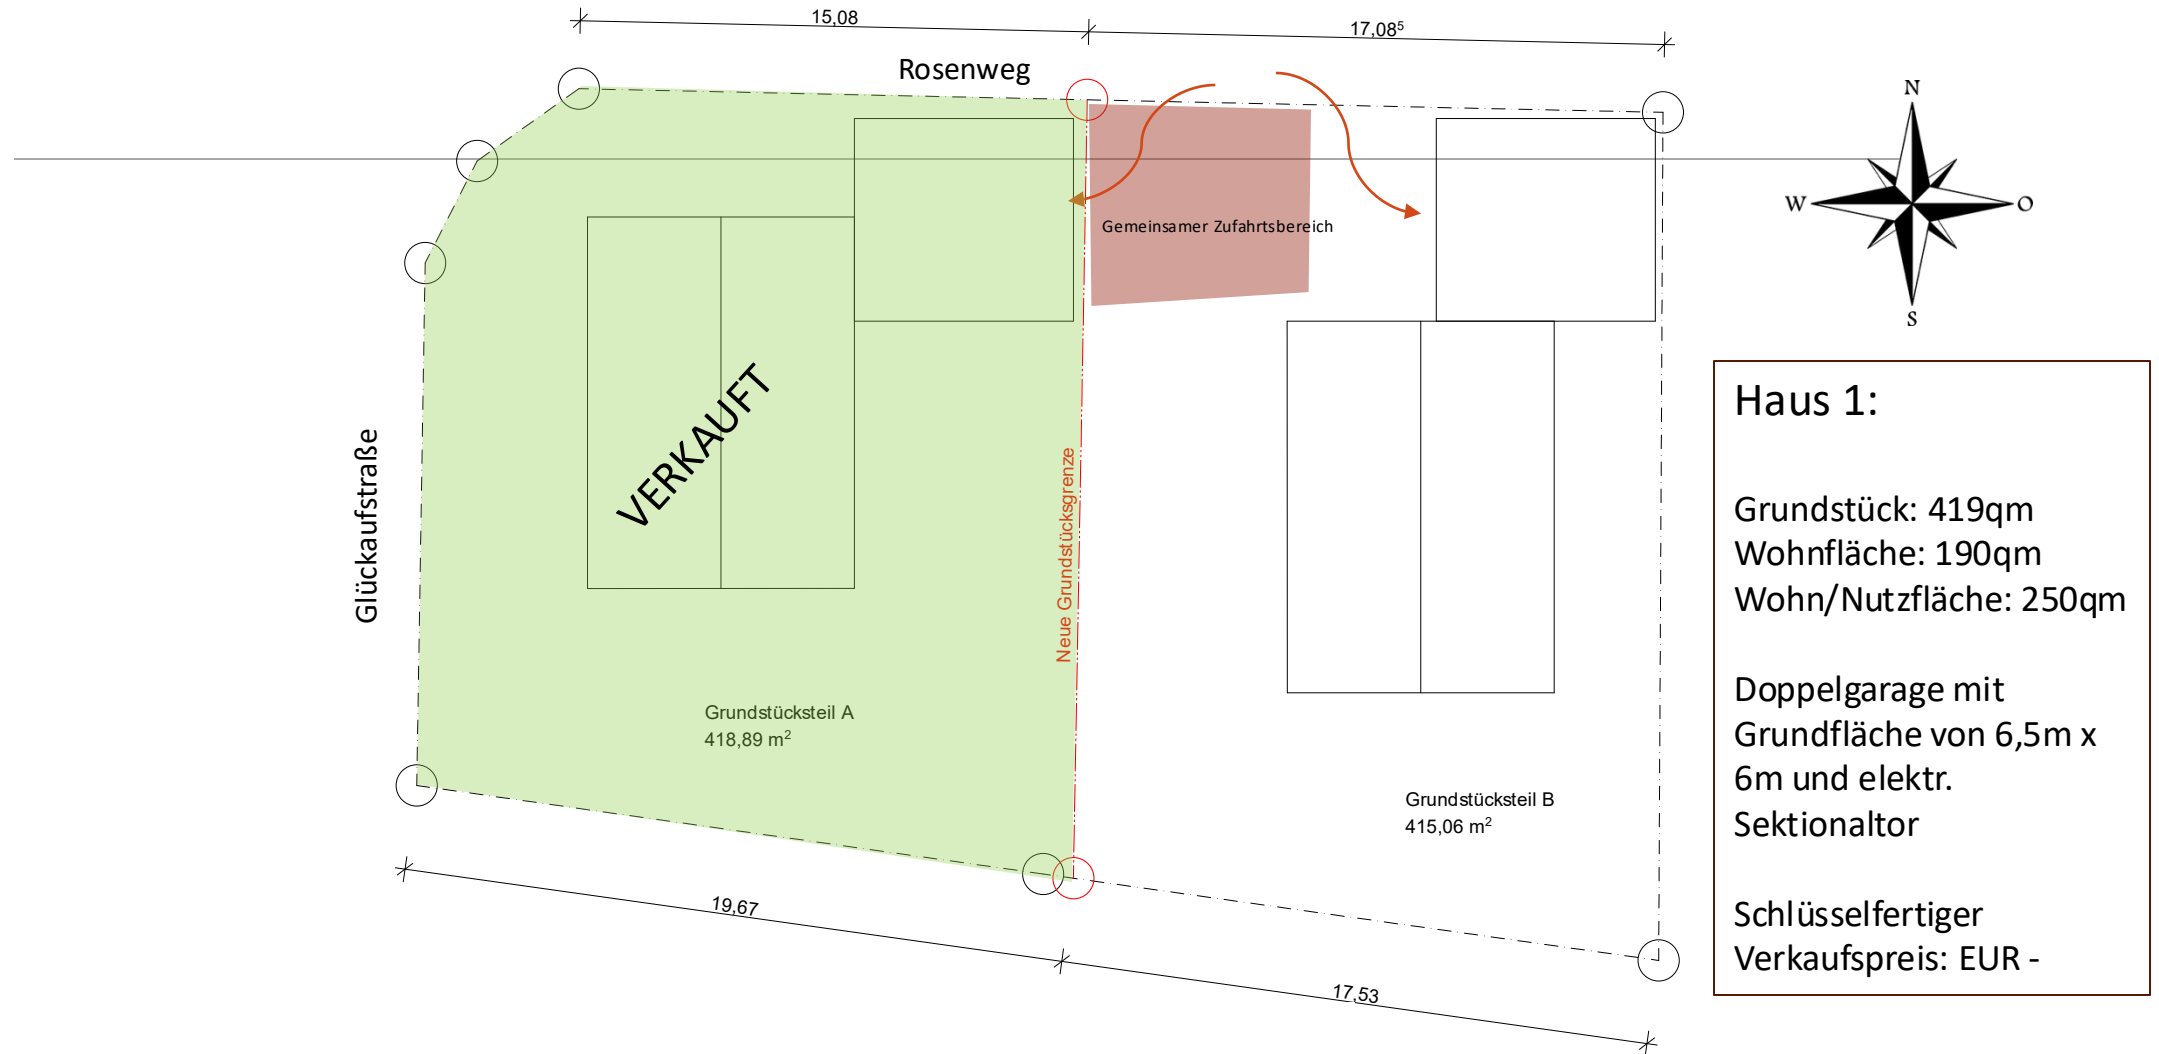 15,08
17,08⁵
Rosenweg
N
W
O
S
Gemeinsamer Zufahrtsbereich
VERKAUFT
Glückaufstraße
Neue Grundstücksgrenze
Grundstücksteil A
418,89 m²
Grundstücksteil B
415,06 m²
19,67
17,53
Haus 1:
Grundstück: 419qm
Wohnfläche: 190qm
Wohn/Nutzfläche: 250qm
Doppelgarage mit
Grundfläche von 6,5m x
6m und elektr.
Sektionaltor
Schlüsselfertiger
Verkaufspreis: EUR -